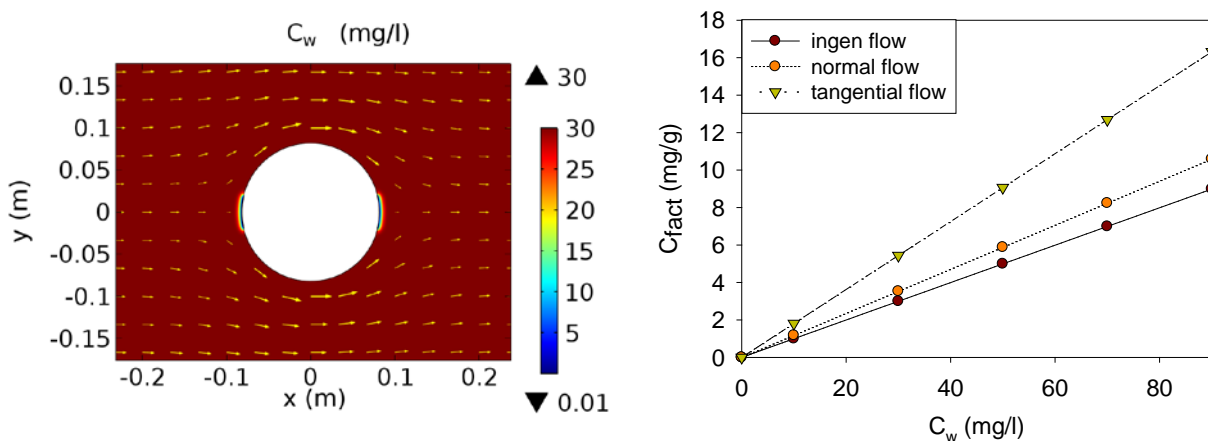 C_w (mg/l)
0.15
0.1
0.05
0
-0.05
-0.1
-0.15
y (m)
-0.2 -0.1 0 0.1 0.2
x (m)
30
30
25
20
15
10
5
0.01
18
16
14
12
10
8
6
4
2
0
C_fact (mg/g)
ingen flow
normal flow
tangential flow
0 20 40 60 80
C_w (mg/l)